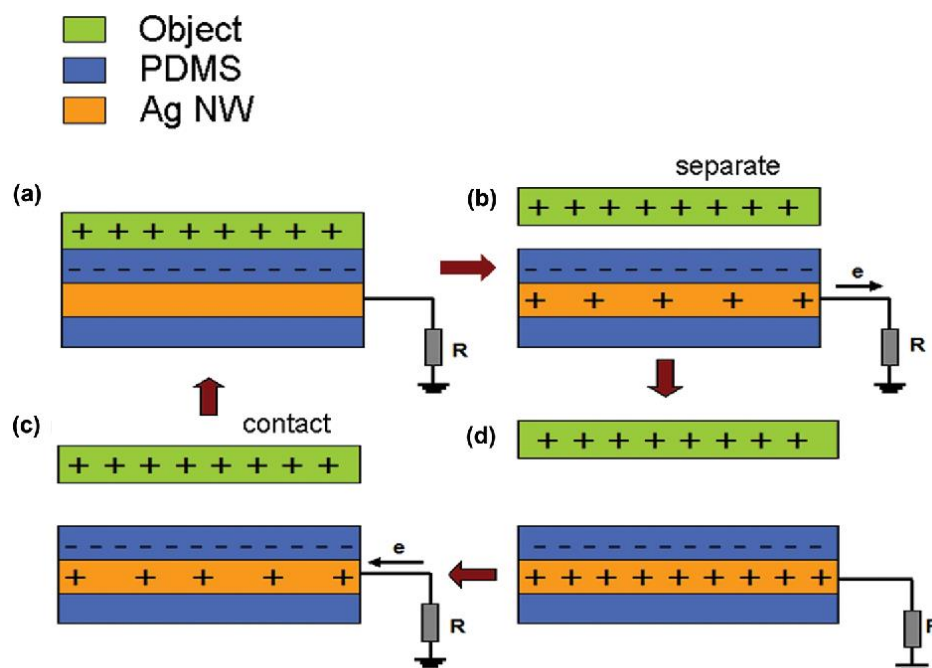 Object
PDMS
Ag NW
(a)
+ + + + + + + +
- - - - - - - - - - - - -
R
separate
(b)
+ + + + + + + +
- - - - - - - - - - - - -
+ + + + +
e
R
(c)
contact
+ + + + + + + +
- - - - - - - - - - - - -
+ + + + +
e
R
(d)
+ + + + + + + +
- - - - - - - - - - - - -
+ + + + + + + + +